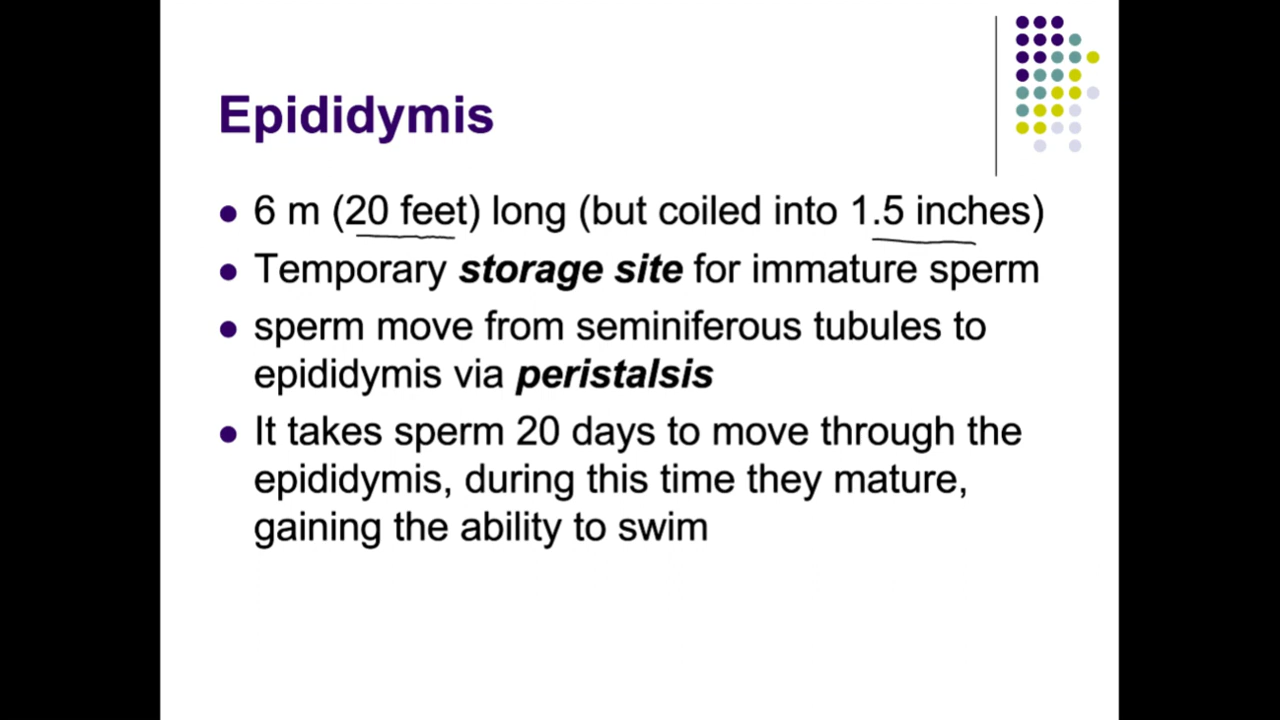 Epididymis
6 m (20 feet) long (but coiled into 1.5 inches)
Temporary storage site for immature sperm
sperm move from seminiferous tubules to
epididymis via peristalsis
It takes sperm 20 days to move through the
epididymis, during this time they mature,
gaining the ability to swim